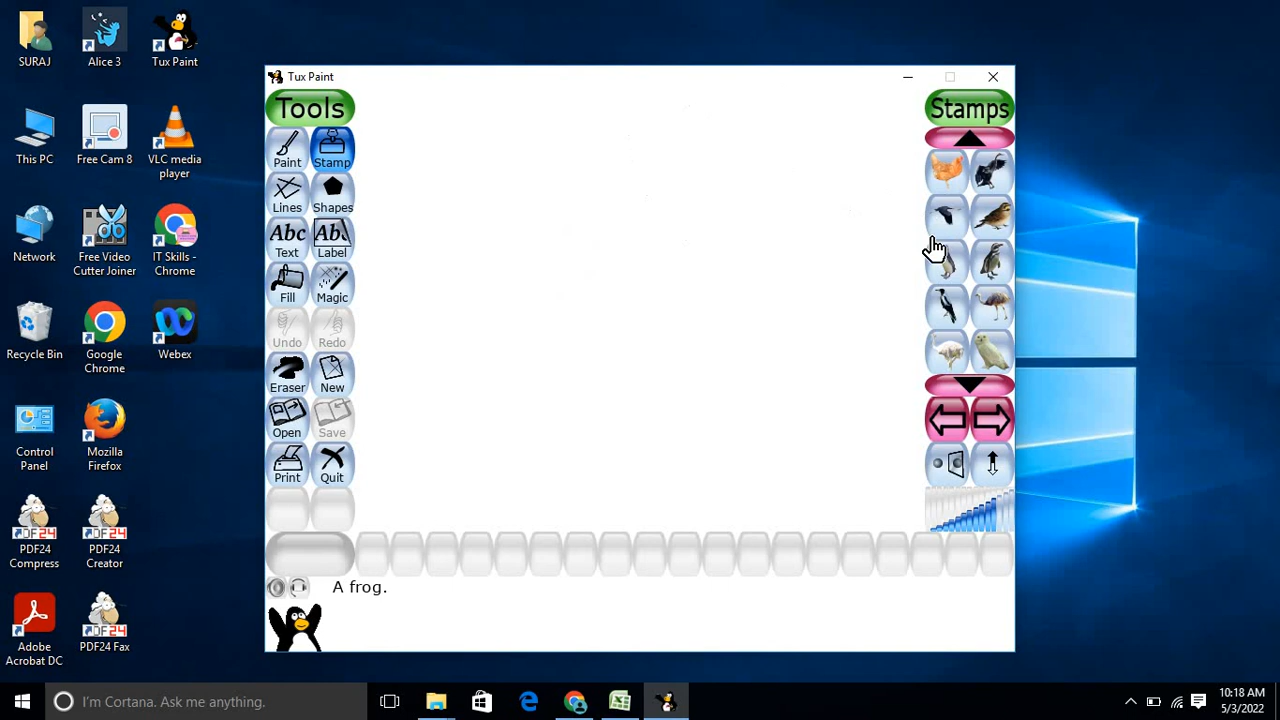 SURAJ
Alice 3
Tux Paint
This PC
Free Cam 8
VLC media
player
Network
Free Video
Cutter Joiner
IT Skills -
Chrome
Recycle Bin
Google
Chrome
Webex
Control
Panel
Mozilla
Firefox
PDF24
Compress
PDF24
Creator
Adobe
Acrobat DC
PDF24 Fax
Tux Paint
Tools
Stamps
Paint
Stamp
Lines
Shapes
Abc
Text
Abc
Label
Fill
Magic
Undo
Redo
Eraser
New
Open
Save
Print
Quit
A frog.
I'm Cortana. Ask me anything.
10:18 AM
5/3/2022